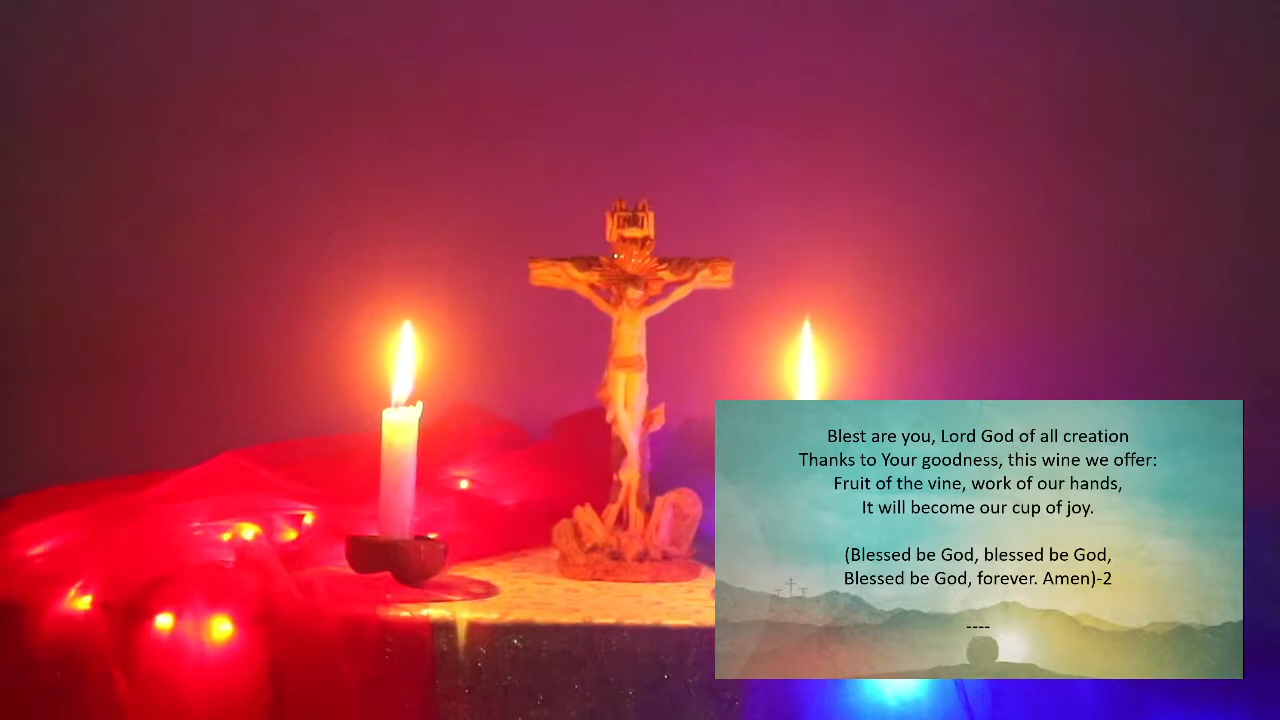 INRI
Blest are you, Lord God of all creation
Thanks to Your goodness, this wine we offer:
Fruit of the vine, work of our hands,
It will become our cup of joy.
(Blessed be God, blessed be God,
Blessed be God, forever. Amen)-2
----